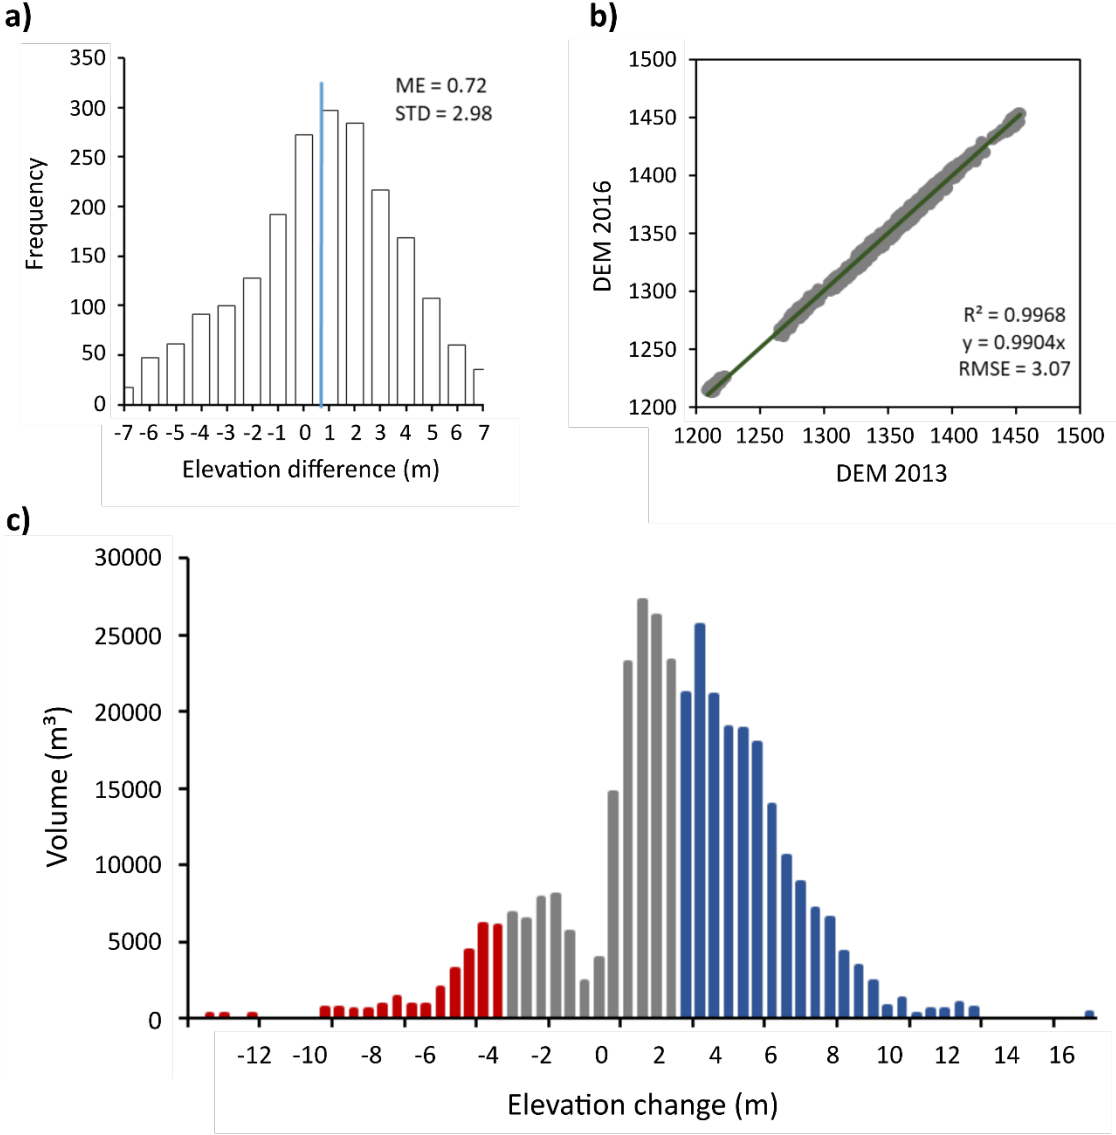 a)
350
300
250
200
150
100
50
0
Frequency
ME = 0.72
STD = 2.98
-7 -6 -5 -4 -3 -2 -1 0 1 2 3 4 5 6 7
Elevation difference (m)
b)
1500
1450
1400
1350
1300
1250
1200
DEM 2016
R² = 0.9968
y = 0.9904x
RMSE = 3.07
1200 1250 1300 1350 1400 1450 1500
DEM 2013
c)
30000
25000
20000
15000
10000
5000
0
Volume (m³)
-12 -10 -8 -6 -4 -2 0 2 4 6 8 10 12 14 16
Elevation change (m)